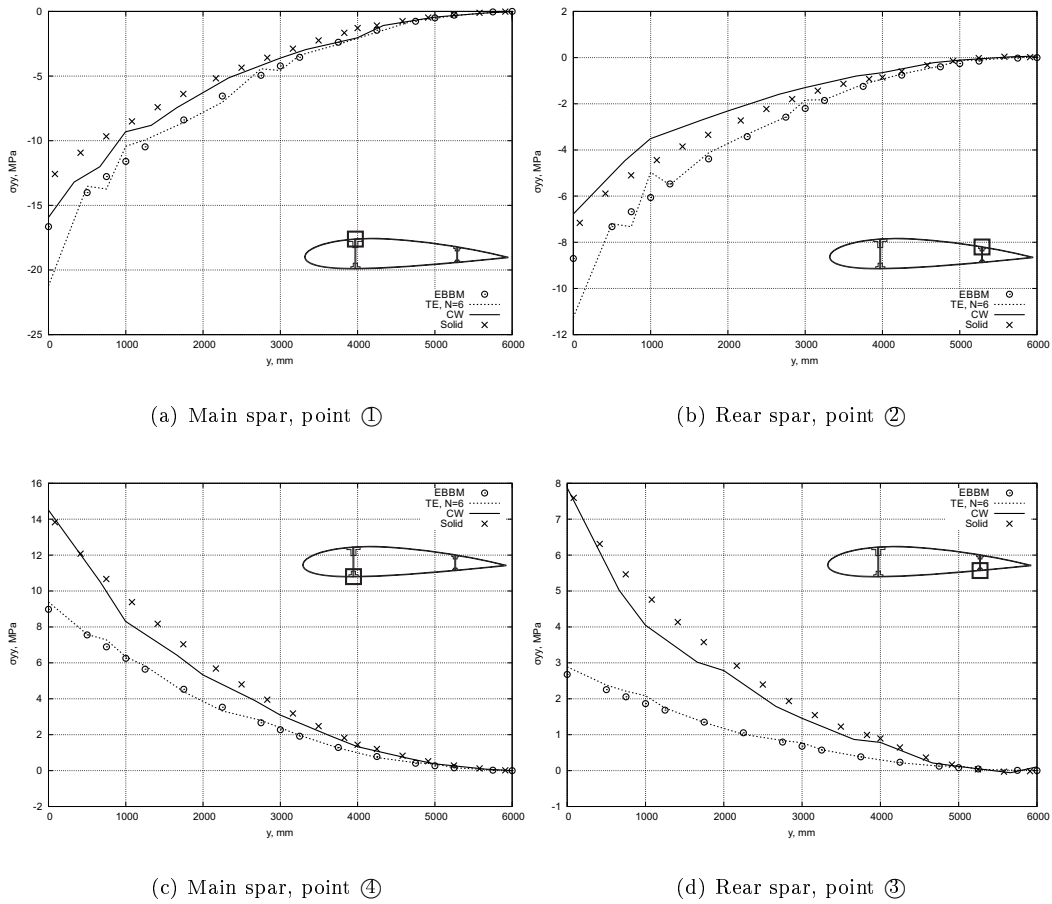 0
-5
-10
-15
-20
-25
0 1000 2000 3000 4000 5000 6000
σyy, MPa
y, mm
EBBM
TE, N=6
CW
Solid
(a) Main spar, point ①
2
0
-2
-4
-6
-8
-10
-12
0 1000 2000 3000 4000 5000 6000
σyy, MPa
y, mm
EBBM
TE, N=6
CW
Solid
(b) Rear spar, point ②
16
14
12
10
8
6
4
2
0
-2
0 1000 2000 3000 4000 5000 6000
σyy, MPa
y, mm
EBBM
TE, N=6
CW
Solid
(c) Main spar, point ④
8
7
6
5
4
3
2
1
0
-1
0 1000 2000 3000 4000 5000 6000
σyy, MPa
y, mm
EBBM
TE, N=6
CW
Solid
(d) Rear spar, point ③